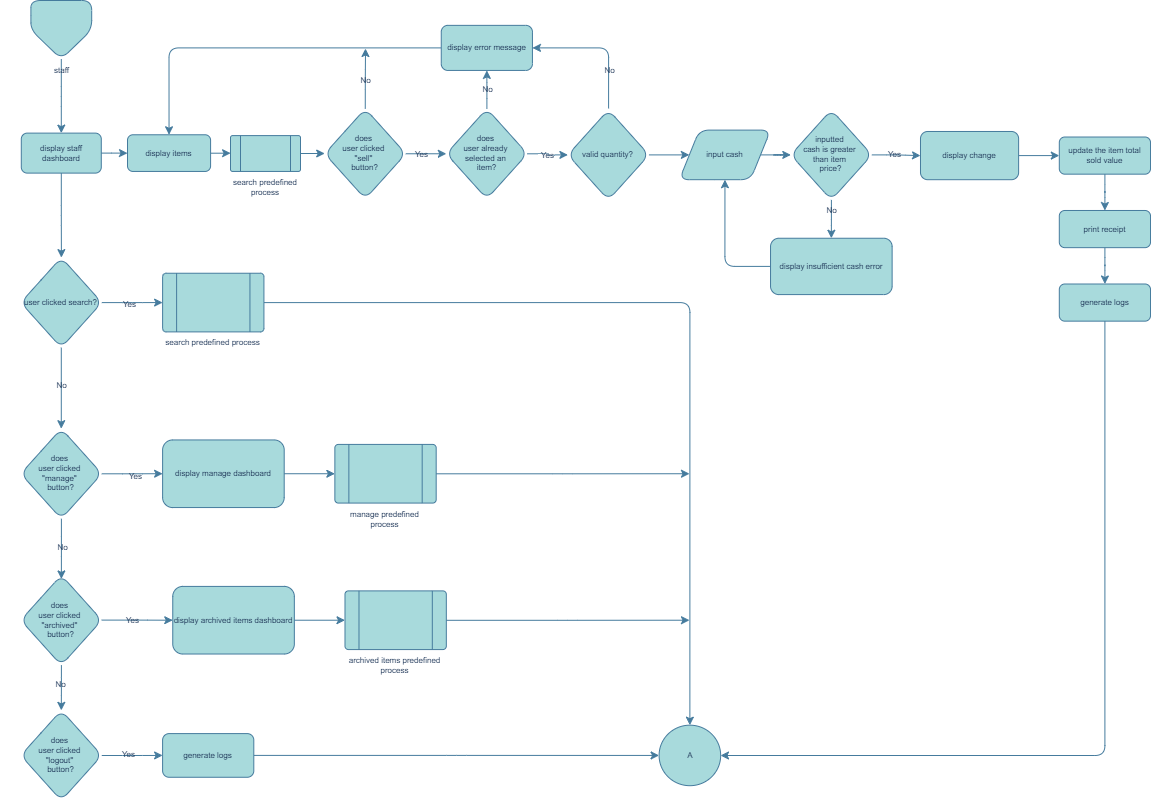 staff
display error message
No
No
No
display staff
dashboard
display items
search predefined
process
does
user clicked
"sell"
button?
Yes
does
user already
selected an
item?
Yes
valid quantity?
input cash
inputted
cash is greater
than item
price?
Yes
display change
update the item total
sold value
No
display insufficient cash error
print receipt
generate logs
user clicked search?
Yes
search predefined process
No
does
user clicked
"manage"
button?
Yes
display manage dashboard
manage predefined
process
No
does
user clicked
"archived"
button?
Yes
display archived items dashboard
archived items predefined
process
No
does
user clicked
"logout"
button?
Yes
generate logs
A